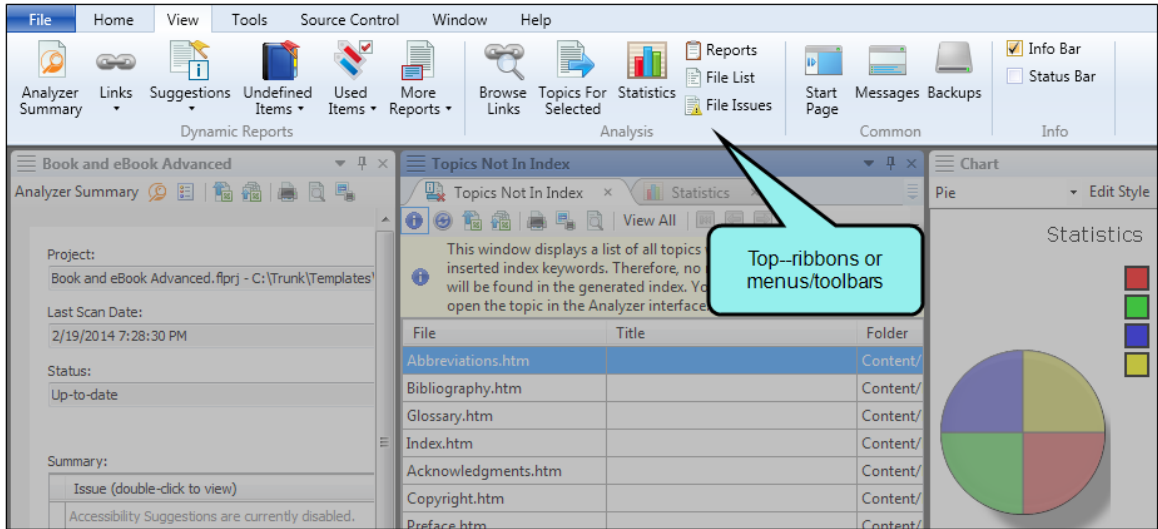 File Home View Tools Source Control Window Help
Analyzer Summary
Links
Suggestions
Undefined Items
Used Items
More Reports
Dynamic Reports
Browse Links
Topics For Selected
Statistics
Reports
File List
File Issues
Analysis
Start Page
Messages
Backups
Common
Info Bar
Status Bar
Info
Book and eBook Advanced
Analyzer Summary
Project:
Book and eBook Advanced.flprj - C:\Trunk\Templates\
Last Scan Date:
2/19/2014 7:28:30 PM
Status:
Up-to-date
Summary:
Issue (double-click to view)
Accessibility Suggestions are currently disabled.
Topics Not In Index
Topics Not In Index
Statistics
View All
This window displays a list of all topics
inserted index keywords. Therefore, no
will be found in the generated index.
open the topic in the Analyzer interface
Top--ribbons or
menus/toolbars
File Title Folder
Abbreviations.htm Content/
Bibliography.htm Content/
Glossary.htm Content/
Index.htm Content/
Acknowledgments.htm Content/
Copyright.htm Content/
Preface.htm Content/
Chart
Pie Edit Style
Statistics